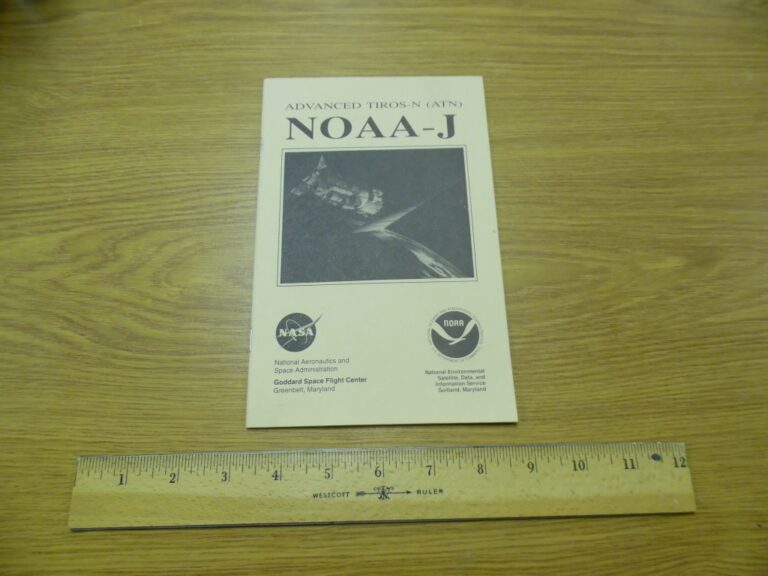 ADVANCED TIROS-N (ATN)
NOAA-J
NASA
National Aeronautics and
Space Administration
Goddard Space Flight Center
Greenbelt, Maryland
NOAA
National Environmental
Satellite, Data, and
Information Service
Suitland, Maryland
1 2 3 4 5 6 7 8 9 10 11 12
WESTCOTT RULER